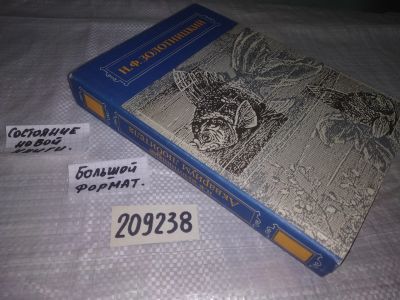 Н.Ф.ЗОЛОТНИЦКИЙ
Аквариум любителя
СОСТОЯНИЕ
НОВОЙ
КНИГИ.
БОЛЬШОЙ
ФОРМАТ.
209238